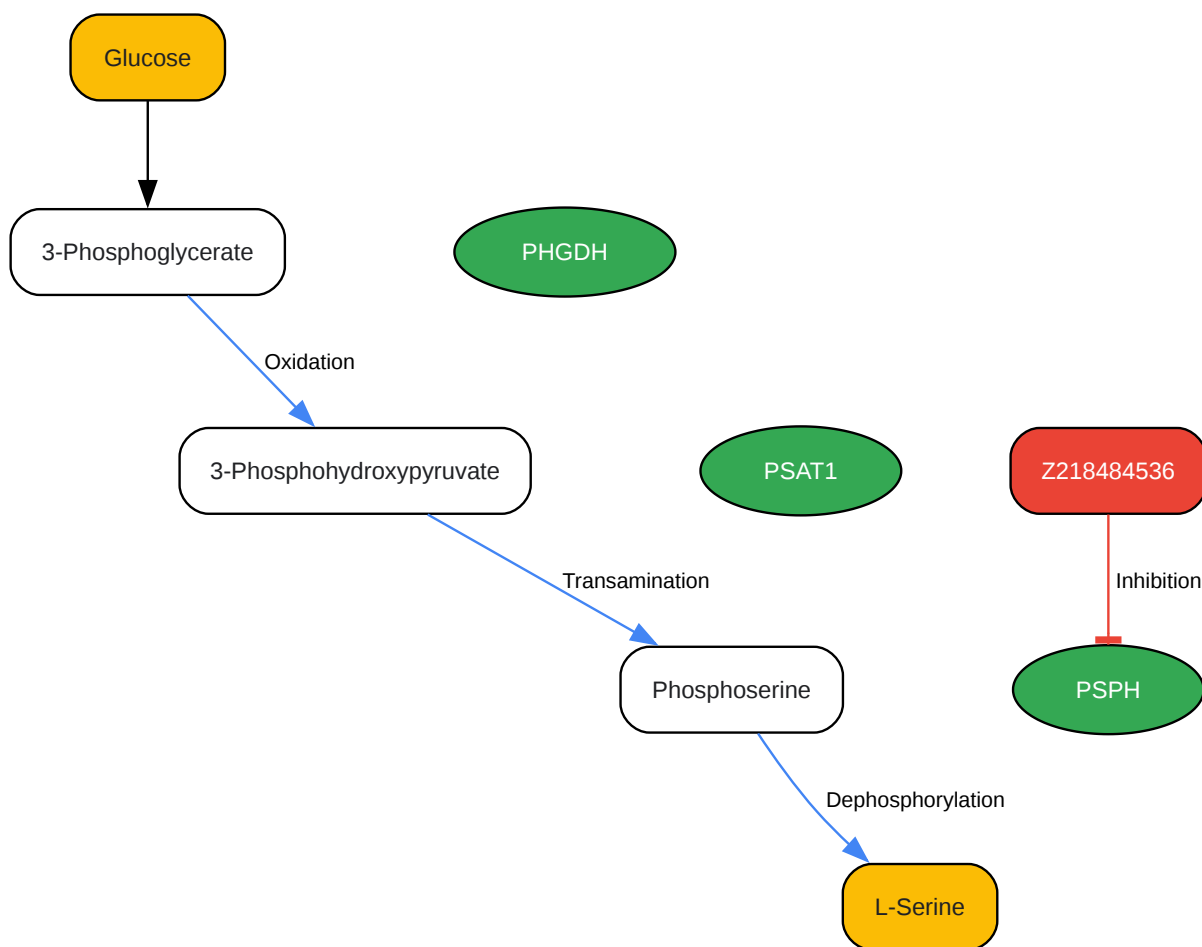 Glucose
3-Phosphoglycerate
PHGDH
Oxidation
3-Phosphohydroxypyruvate
PSAT1
Z218484536
Transamination
Inhibition
Phosphoserine
PSPH
Dephosphorylation
L-Serine